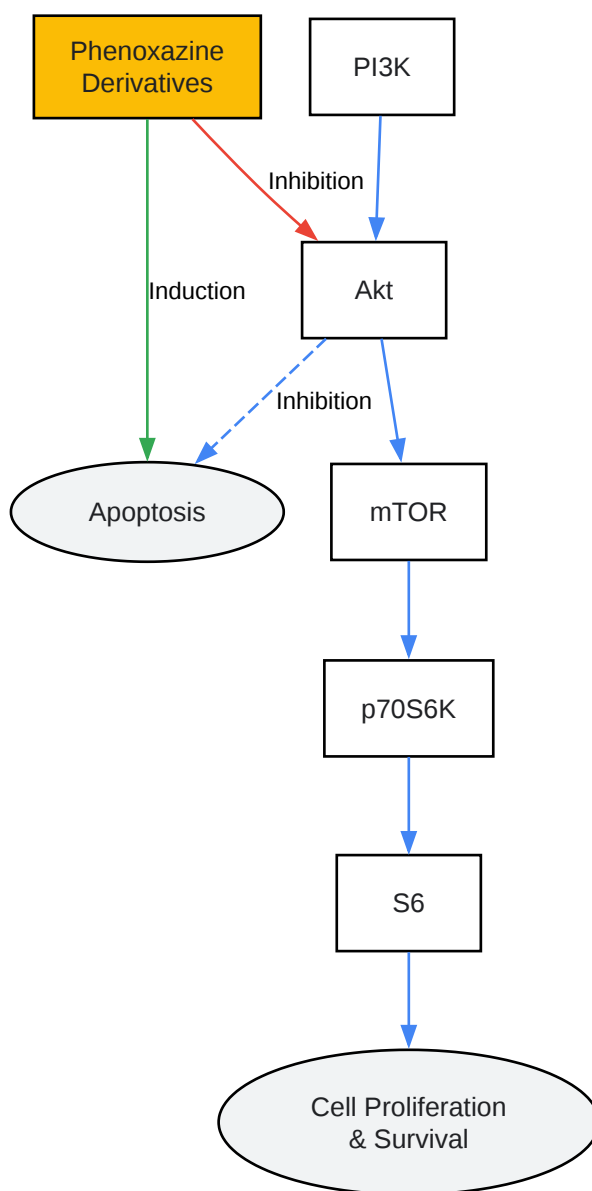 Phenoxazine
Derivatives
PI3K
Inhibition
Akt
Induction
Inhibition
Apoptosis
mTOR
p70S6K
S6
Cell Proliferation
& Survival